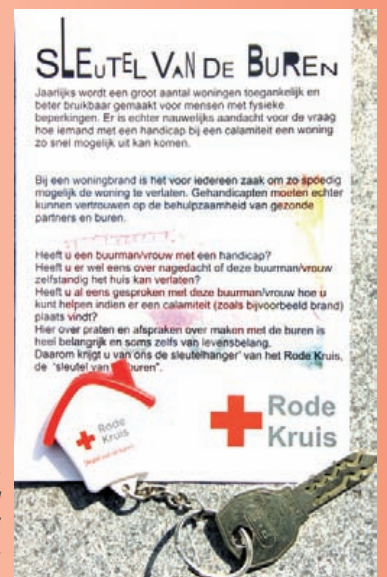 SLEUTEL VAN DE BUREN
Jaarlijks wordt een groot aantal woningen toegankelijk en
beter bruikbaar gemaakt voor mensen met fysieke
beperkingen. Er is echter nauwelijks aandacht voor de vraag
hoe iemand met een handicap bij een calamiteit een woning
zo snel mogelijk uit kan komen.
Bij een woningbrand is het voor iedereen zaak om zo spoedig
mogelijk de woning te verlaten. Gehandicapten moeten echter
kunnen vertrouwen op de behulpzaamheid van gezonde
partners en buren.
Heeft u een buurman/vrouw met een handicap?
Heeft u er wel eens over nagedacht of deze buurman/vrouw
zelfstandig het huis kan verlaten?
Heeft u al eens gesproken met deze buurman/vrouw hoe u
kunt helpen indien er een calamiteit (zoals bijvoorbeeld brand)
plaats vindt?
Hier over praten en afspraken over maken met de buren is
heel belangrijk en soms zelfs van levensbelang.
Daarom krijgt u van ons de sleutelhanger' van het Rode Kruis,
de 'sleutel van buren".
Rode
Kruis
Rode
Kruis